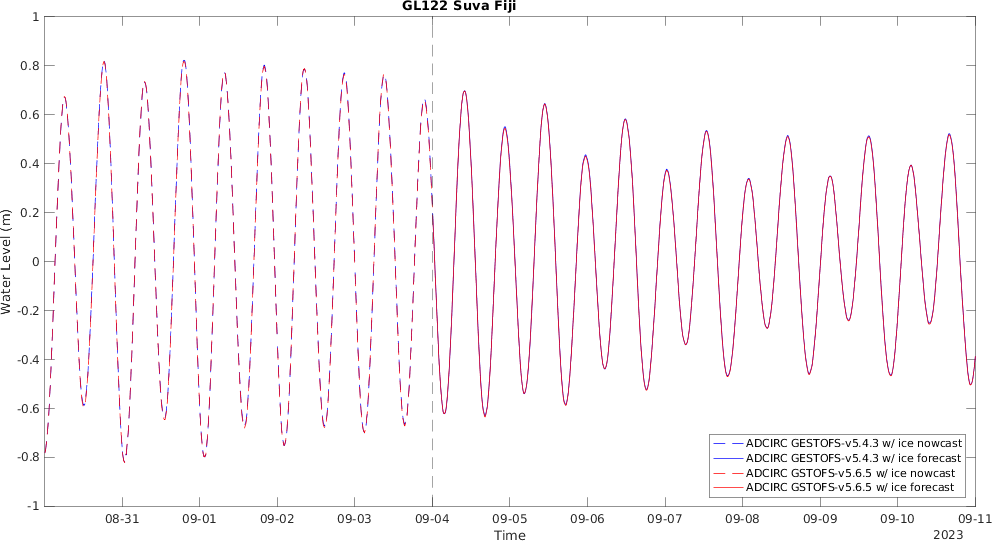 GL122 Suva Fiji
1
0.8
0.6
0.4
0.2
0
-0.2
-0.4
-0.6
-0.8
-1
Water Level (m)
ADCIRC GESTOFS-v5.4.3 w/ ice nowcast
ADCIRC GESTOFS-v5.4.3 w/ ice forecast
ADCIRC GSTOFS-v5.6.5 w/ ice nowcast
ADCIRC GSTOFS-v5.6.5 w/ ice forecast
08-31 09-01 09-02 09-03 09-04 09-05 09-06 09-07 09-08 09-09 09-10 09-11
Time
2023